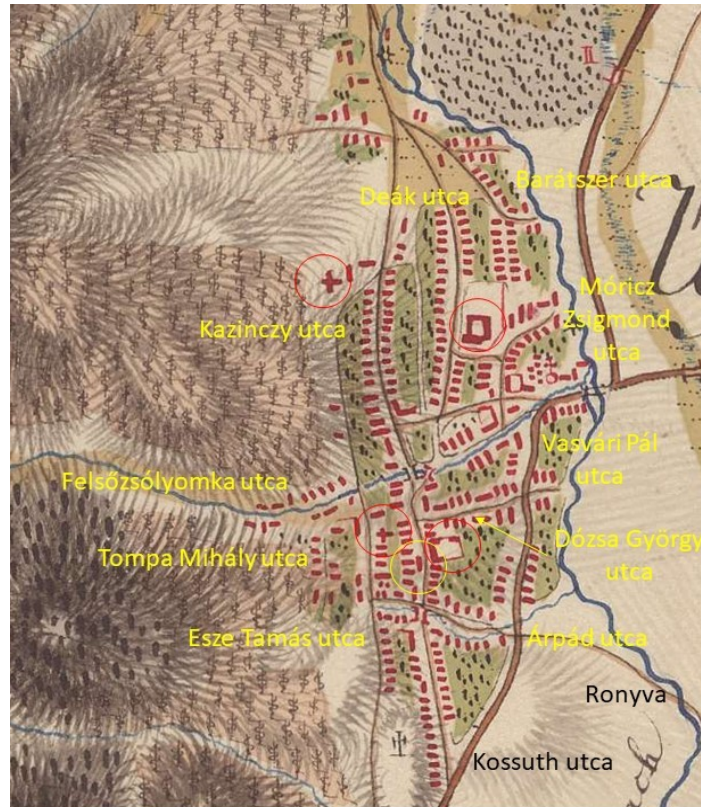 Barátszer utca
Deák utca
Móricz
Zsigmond
utca
Kazinczy utca
Vasvári Pál
utca
Felsőzsólyomka utca
Dózsa György
utca
Tompa Mihály utca
Esze Tamás utca
Árpád utca
Ronyva
Kossuth utca